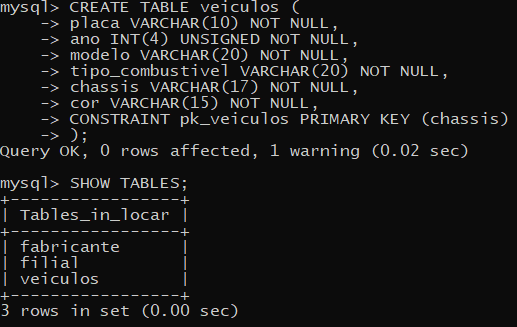 mysql> CREATE TABLE veiculos (
    -> placa VARCHAR(10) NOT NULL,
    -> ano INT(4) UNSIGNED NOT NULL,
    -> modelo VARCHAR(20) NOT NULL,
    -> tipo_combustivel VARCHAR(20) NOT NULL,
    -> chassis VARCHAR(17) NOT NULL,
    -> cor VARCHAR(15) NOT NULL,
    -> CONSTRAINT pk_veiculos PRIMARY KEY (chassis)
    -> );
Query OK, 0 rows affected, 1 warning (0.02 sec)
mysql> SHOW TABLES;
+-----------------+
| Tables_in_locar |
+-----------------+
| fabricante      |
| filial          |
| veiculos        |
+-----------------+
3 rows in set (0.00 sec)